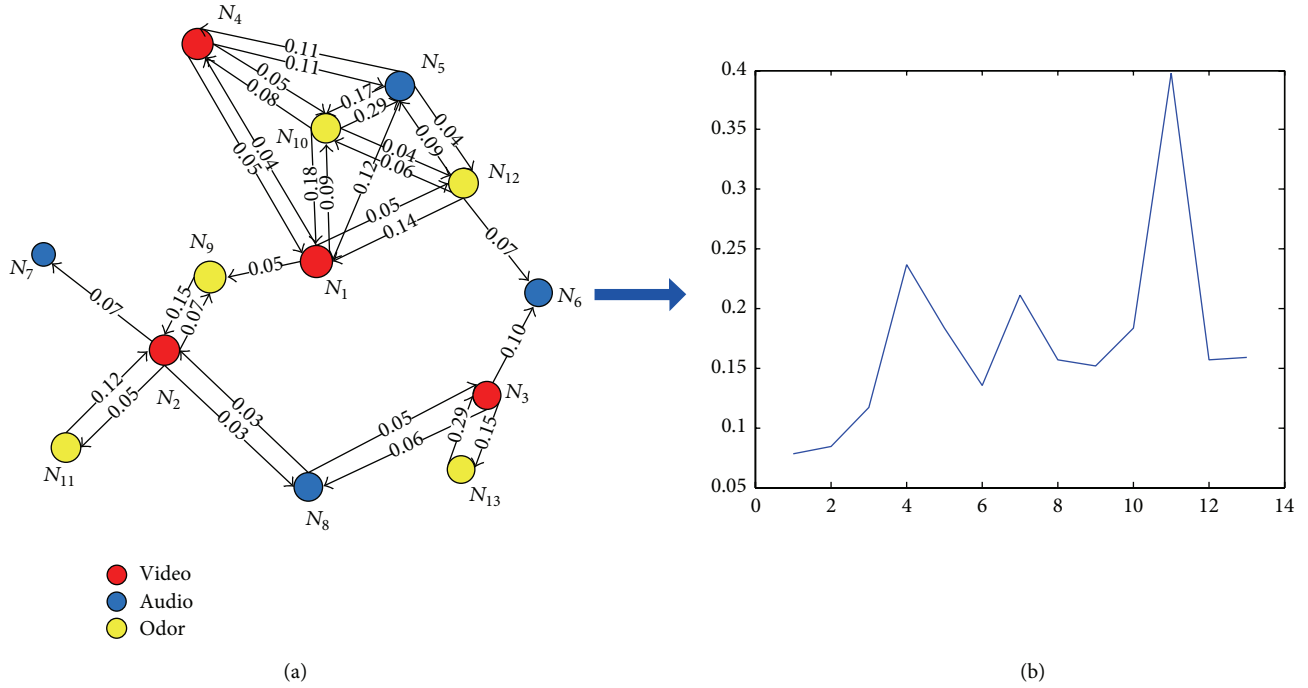 N4
0.11
0.11
N5
0.05
0.08
0.17
0.29
N10
0.04
0.09
0.04
0.06
N12
0.04
0.05
0.18
0.09
0.12
0.05
0.14
0.07
N9
0.05
N1
N7
0.15
0.07
0.07
N6
0.10
N2
0.12
0.05
0.03
0.03
N3
0.05
0.06
0.29
0.15
N11
N13
N8
Video
Audio
Odor
(a)
0.4
0.35
0.3
0.25
0.2
0.15
0.1
0.05
0 2 4 6 8 10 12 14
(b)